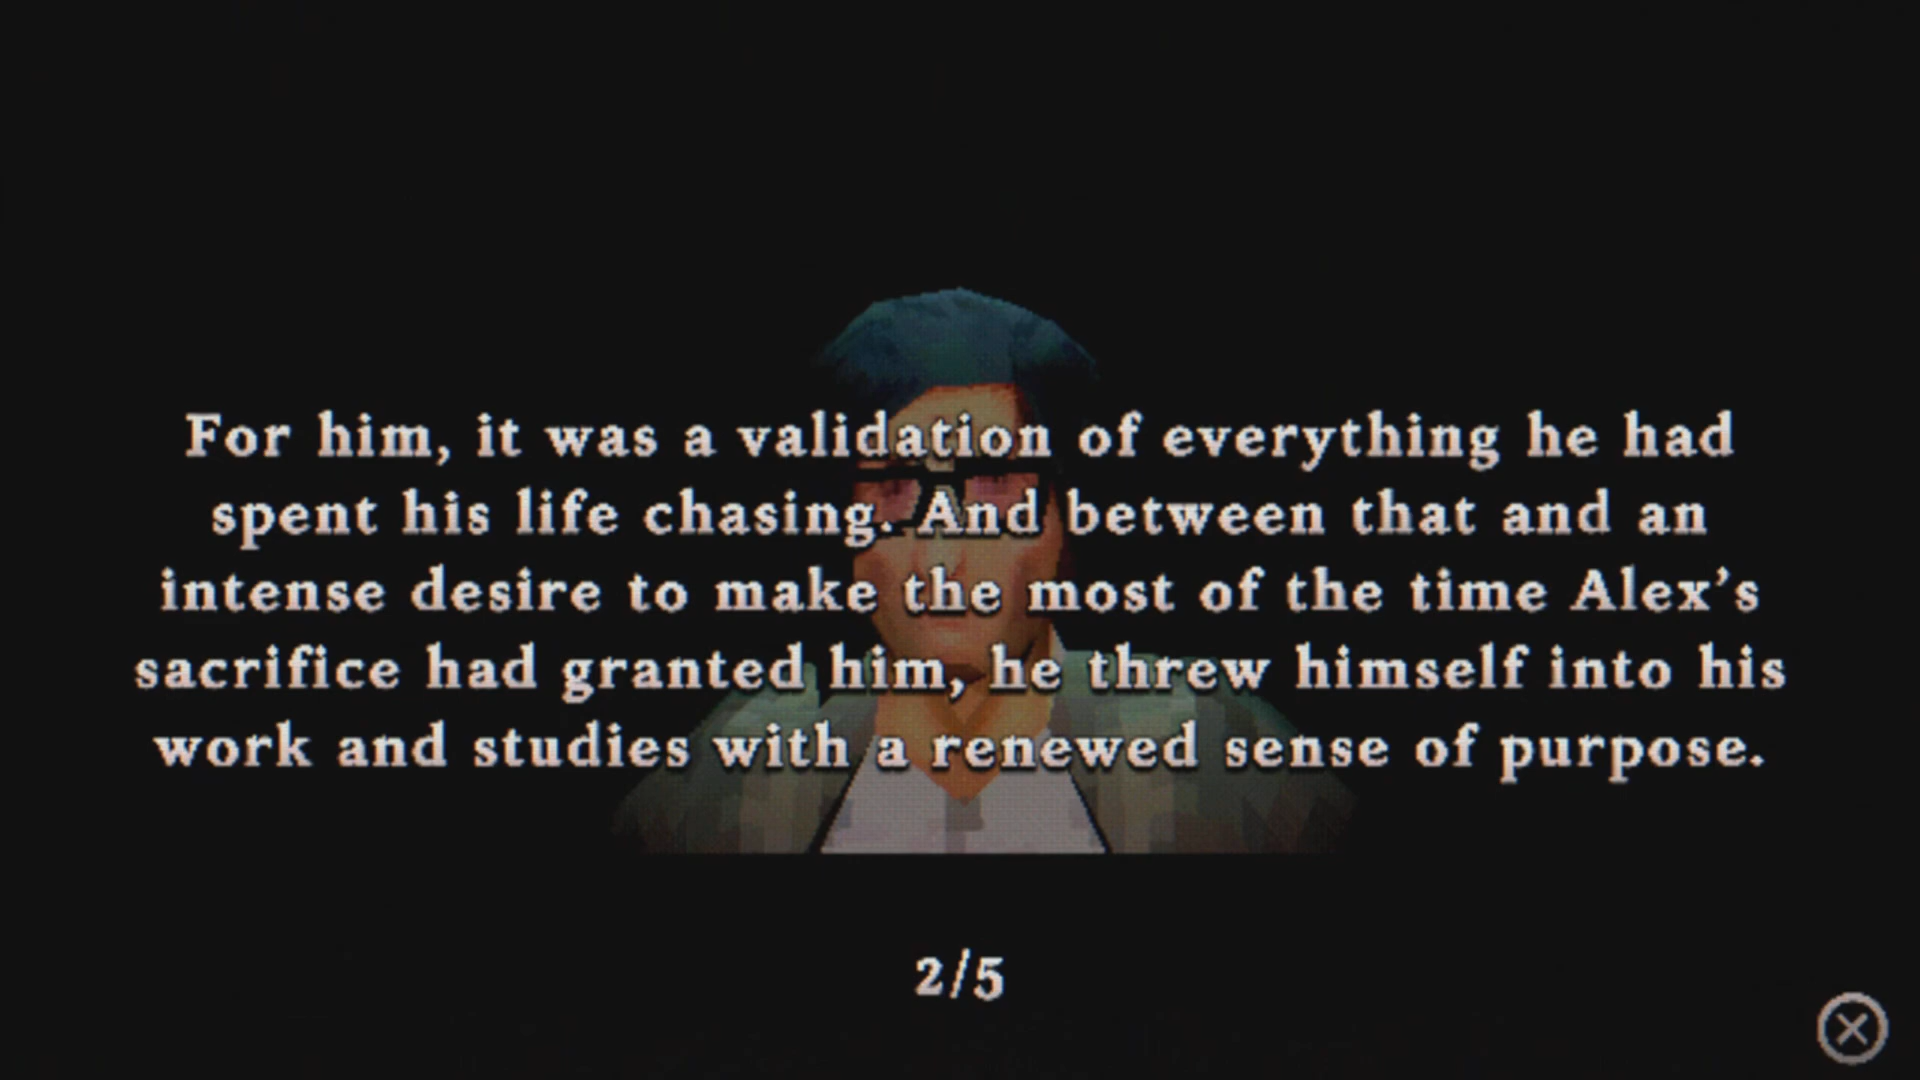 For him, it was a validation of everything he had
spent his life chasing. And between that and an
intense desire to make the most of the time Alex’s
sacrifice had granted him, he threw himself into his
work and studies with a renewed sense of purpose.
2/5